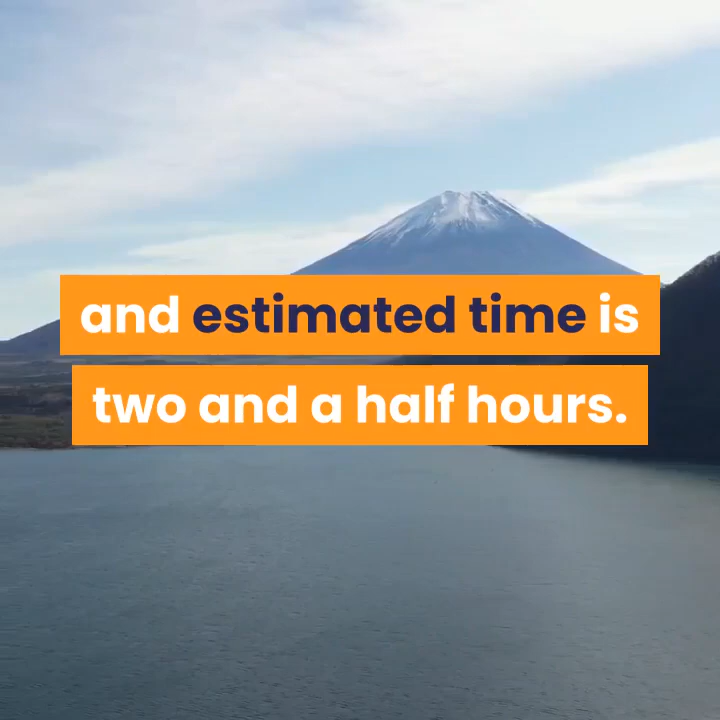 and estimated time is
two and a half hours.